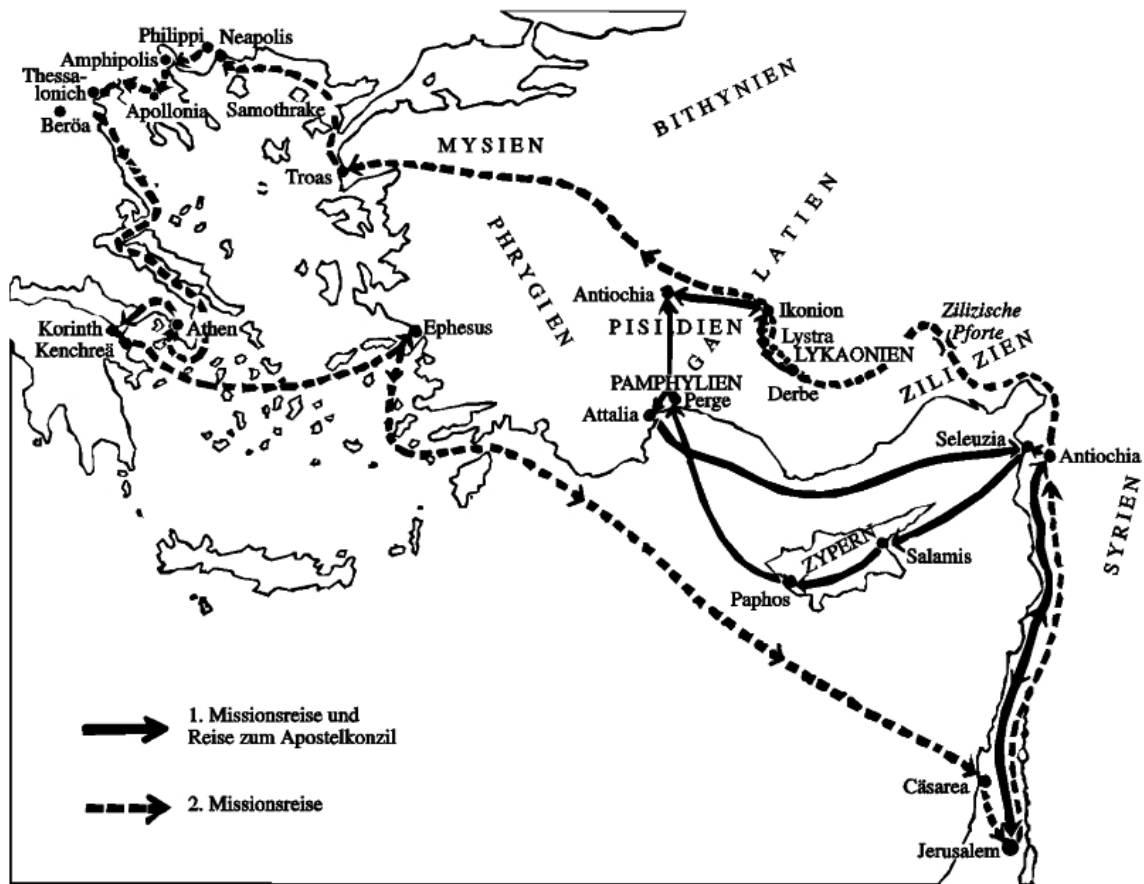 Philippi
Neapolis
Amphipolis
Thessa-
lonich
Beröa
Apollonia
Samothrake
BITHYNIEN
MYSIEN
Troas
PHRYGIEN
GA
LATIEN
Antiochia
Ikonion
PISIDIEN
Lystra
LYKAONIEN
Zilizische
Pforte
ZILIZIEN
Derbe
Korinth
Kenchreä
Athen
Ephesus
PAMPHYLIEN
Perge
Attalia
Seleuzia
Antiochia
SYRIEN
ZYPERN
Salamis
Paphos
1. Missionsreise und
Reise zum Apostelkonzil
2. Missionsreise
Cäsarea
Jerusalem